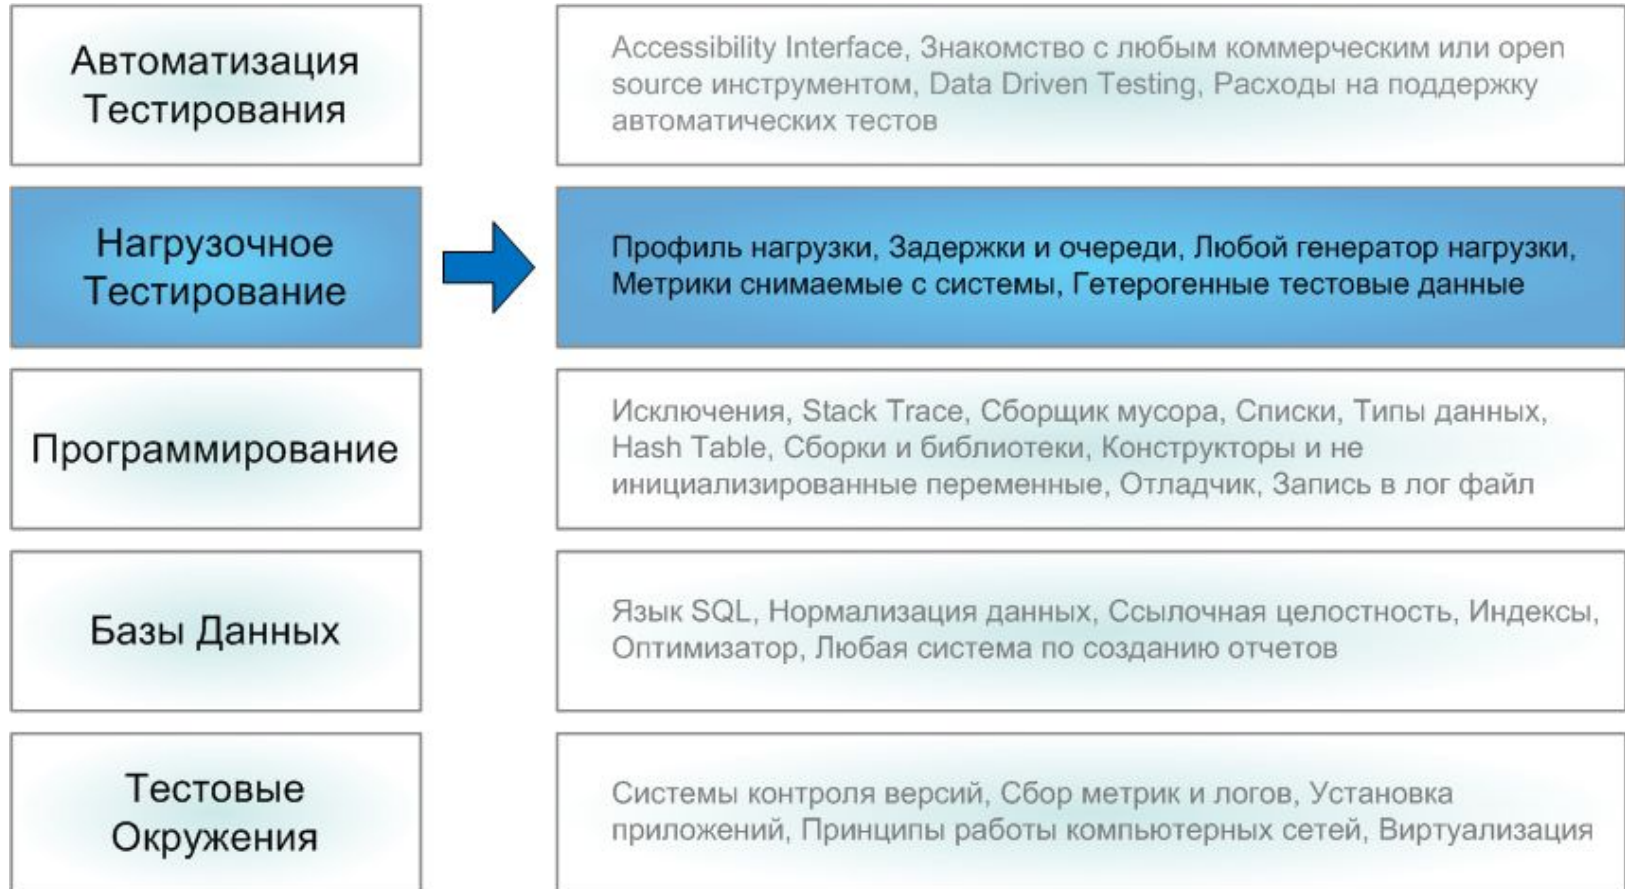 Автоматизация
Тестирования
Accessibility Interface, Знакомство с любым коммерческим или open
source инструментом, Data Driven Testing, Расходы на поддержку
автоматических тестов
Нагрузочное
Тестирование
Профиль нагрузки, Задержки и очереди, Любой генератор нагрузки,
Метрики снимаемые с системы, Гетерогенные тестовые данные
Программирование
Исключения, Stack Trace, Сборщик мусора, Списки, Типы данных,
Hash Table, Сборки и библиотеки, Конструкторы и не
инициализированные переменные, Отладчик, Запись в лог файл
Базы Данных
Язык SQL, Нормализация данных, Ссылочная целостность, Индексы,
Оптимизатор, Любая система по созданию отчетов
Тестовые
Окружения
Системы контроля версий, Сбор метрик и логов, Установка
приложений, Принципы работы компьютерных сетей, Виртуализация